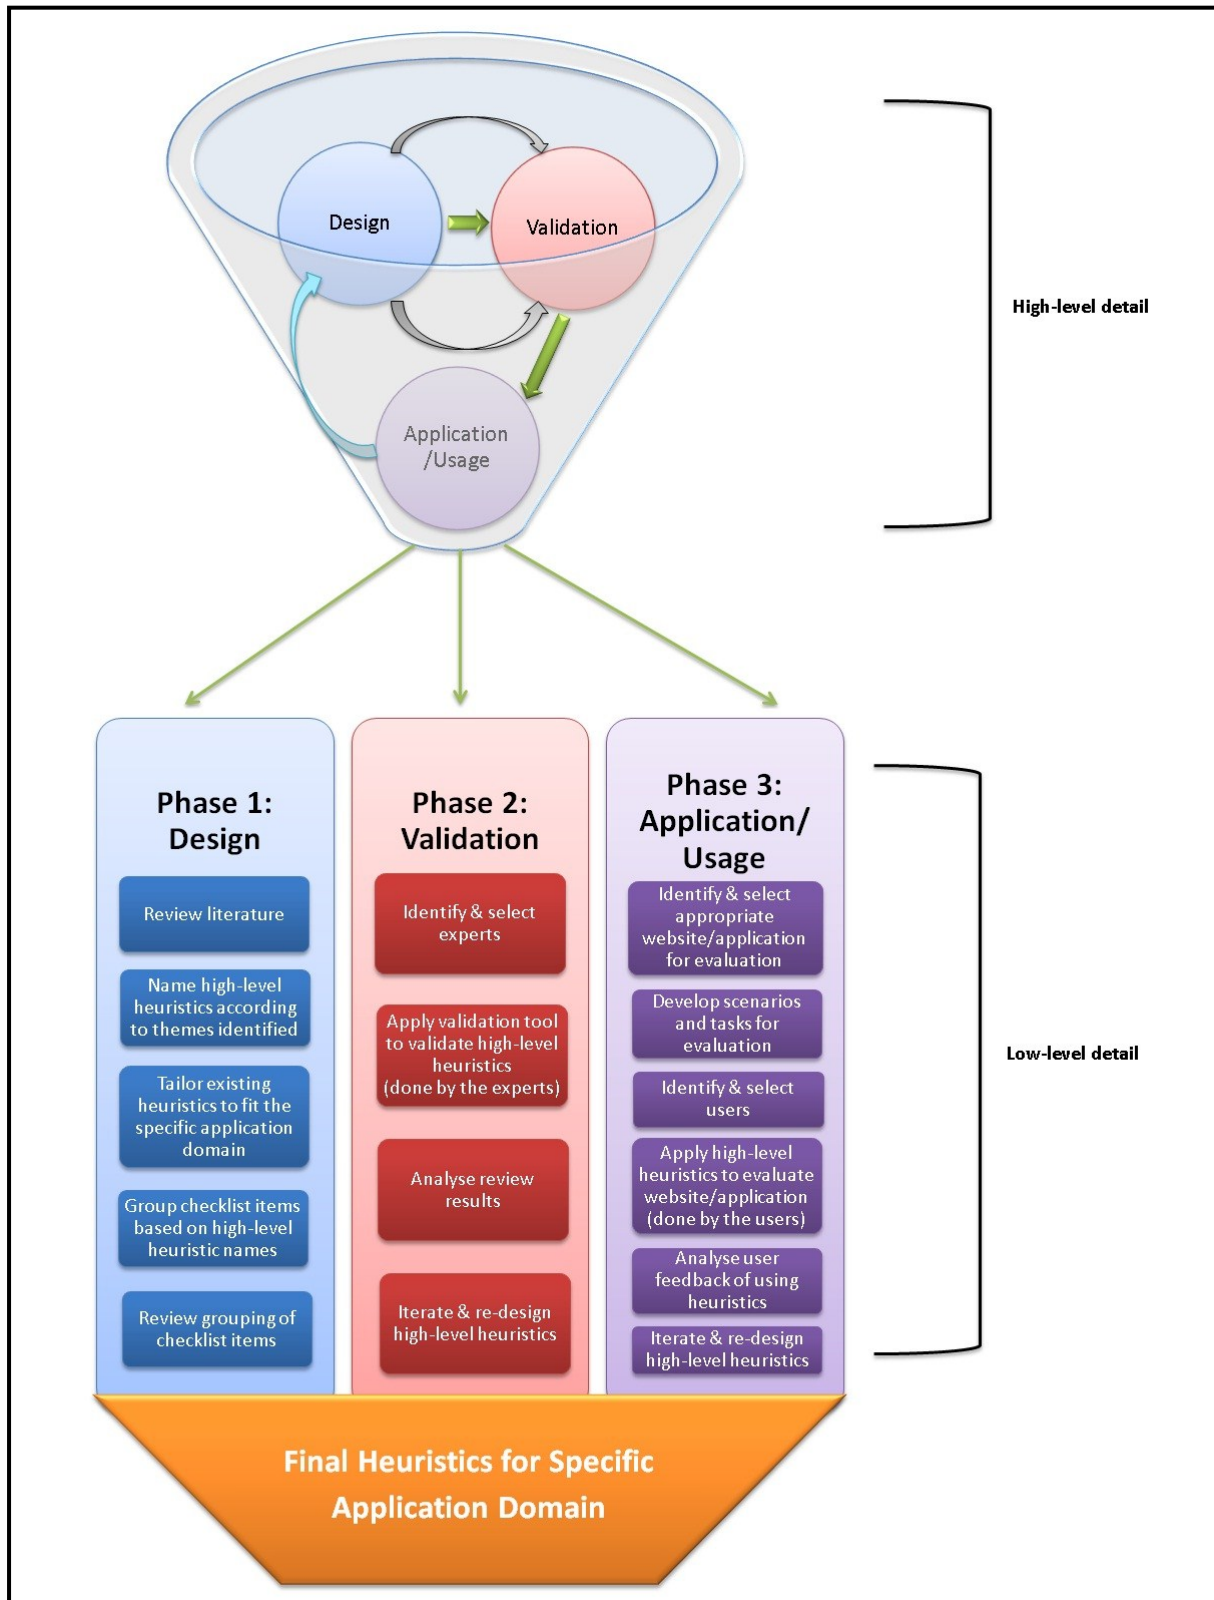 Design
Validation
Application
/Usage
High-level detail
Phase 1:
Design
Review literature
Name high-level
heuristics according
to themes identified
Tailor existing
heuristics to fit the
specific application
domain
Group checklist items
based on high-level
heuristic names
Review grouping of
checklist items
Phase 2:
Validation
Identify & select
experts
Apply validation tool
to validate high-level
heuristics
(done by the experts)
Analyse review
results
Iterate & re-design
high-level heuristics
Phase 3:
Application/
Usage
Identify & select
appropriate
website/application
for evaluation
Develop scenarios
and tasks for
evaluation
Identify & select
users
Apply high-level
heuristics to evaluate
website/application
(done by the users)
Analyse user
feedback of using
heuristics
Iterate & re-design
high-level heuristics
Low-level detail
Final Heuristics for Specific
Application Domain